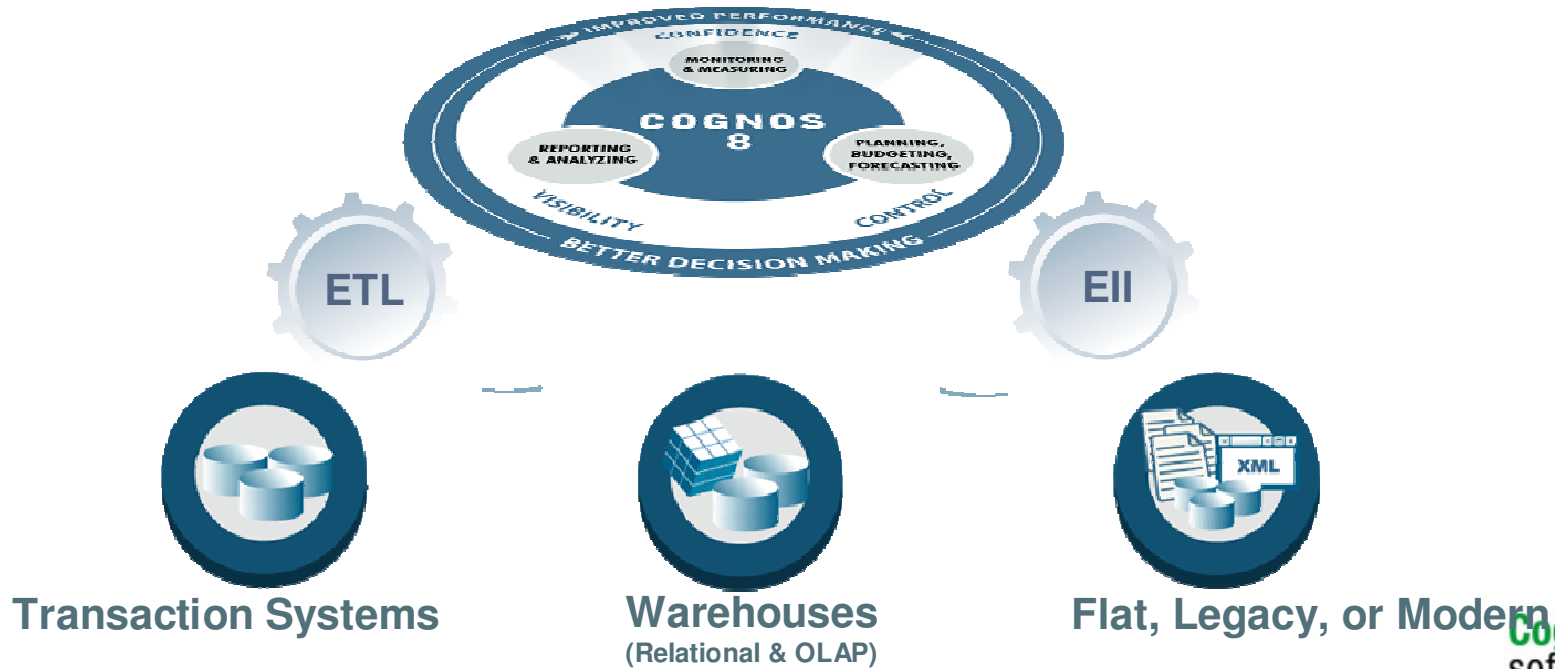 IMPROVED PERFORMANCE
CONFIDENCE
MONITORING
& MEASURING
COGNOS
8
REPORTING
& ANALYZING
PLANNING,
BUDGETING,
FORECASTING
VISIBILITY
CONTROL
BETTER DECISION MAKING
ETL
EII
XML
Transaction Systems
Warehouses
(Relational & OLAP)
Flat, Legacy, or Modern